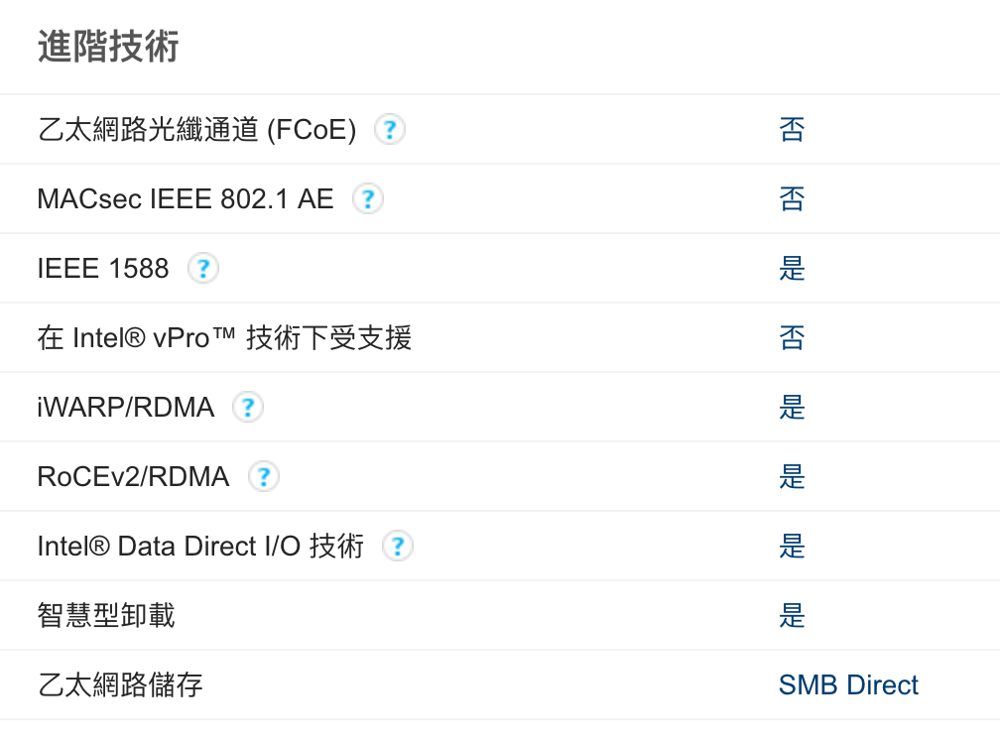 進階技術
乙太網路光纖通道 (FCoE) ? 否
MACsec IEEE 802.1 AE ? 否
IEEE 1588 ? 是
在 Intel® vPro™ 技術下受支援 否
iWARP/RDMA ? 是
RoCEv2/RDMA ? 是
Intel® Data Direct I/O 技術 ? 是
智慧型卸載 是
乙太網路儲存 SMB Direct